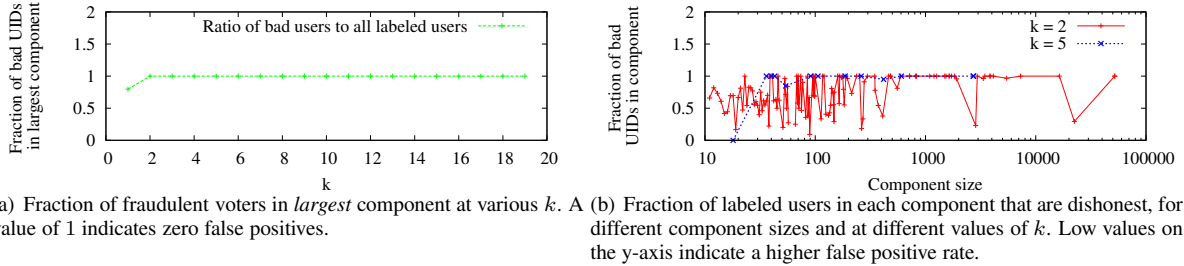 Fraction of bad UIDs
in largest component
2
1.5
1
0.5
0
Ratio of bad users to all labeled users
0 2 4 6 8 10 12 14 16 18 20
k
a) Fraction of fraudulent voters in largest component at various k. A
value of 1 indicates zero false positives.
Fraction of bad
UIDs in component
2
1.5
1
0.5
0
k = 2
k = 5
10 100 1000 10000 100000
Component size
(b) Fraction of labeled users in each component that are dishonest, for
different component sizes and at different values of k. Low values on
the y-axis indicate a higher false positive rate.